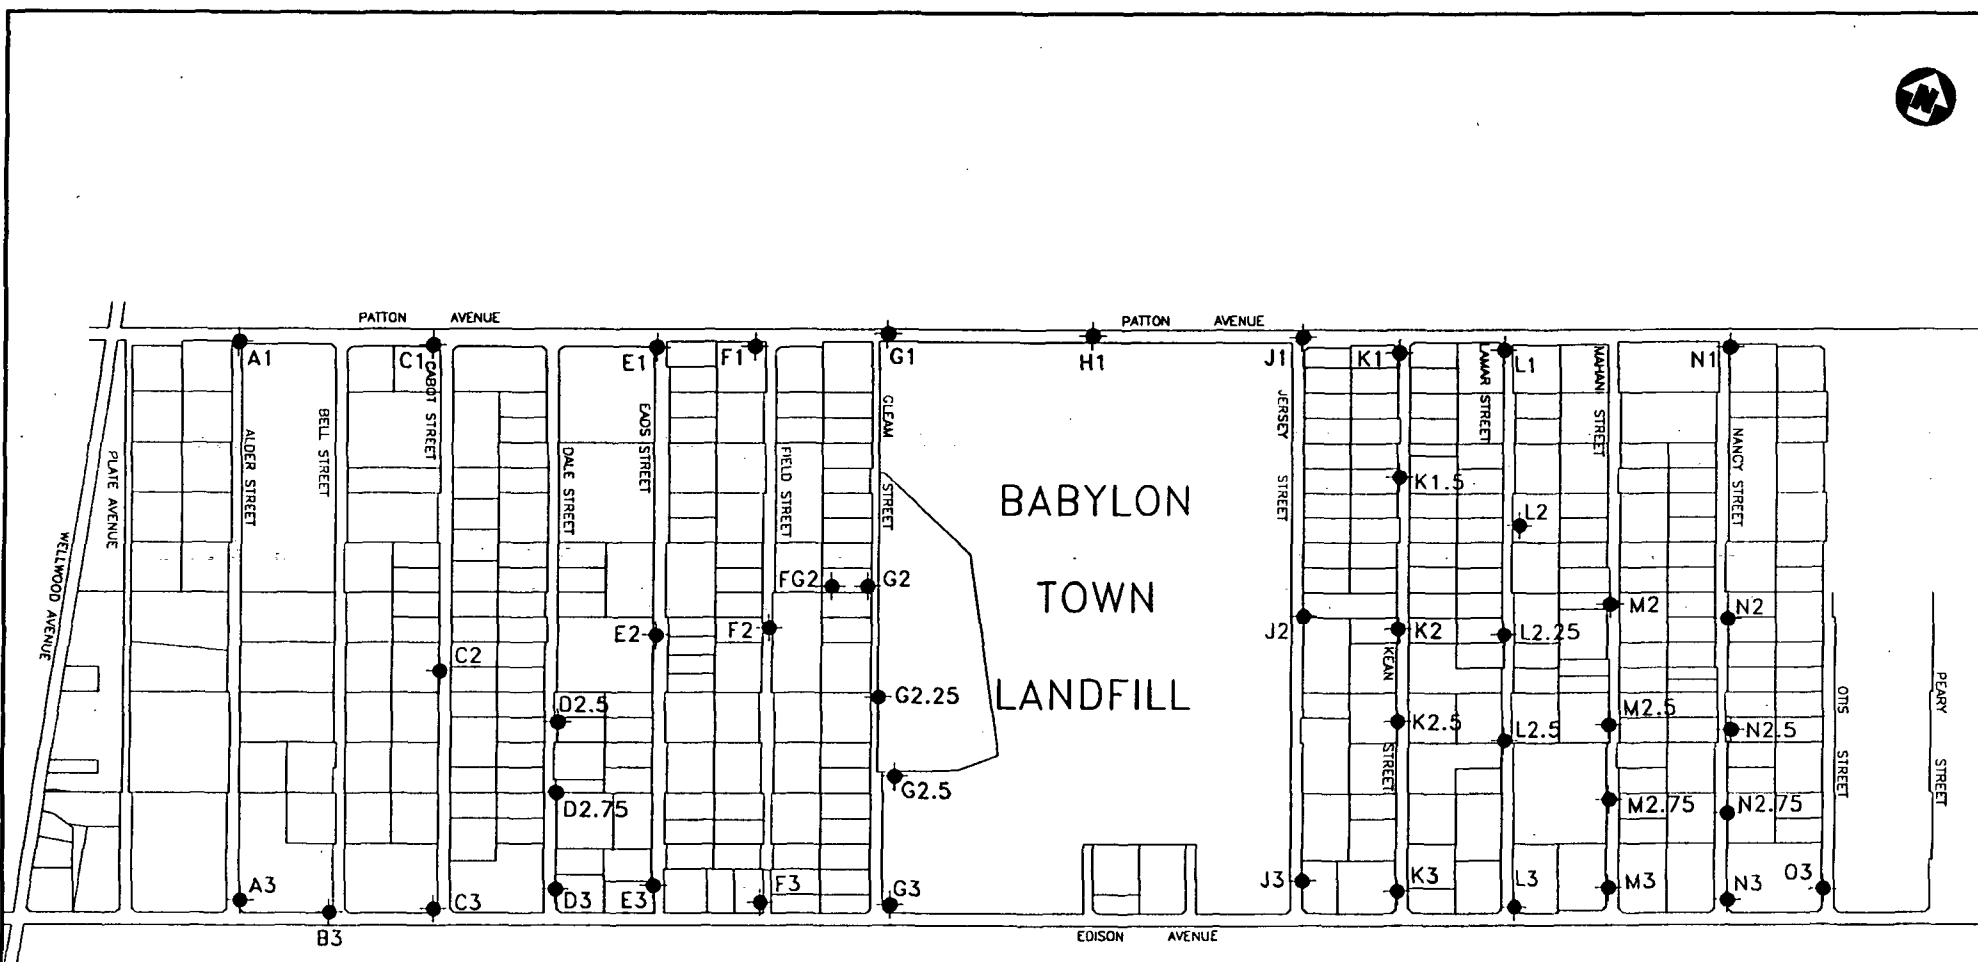 N
PATTON AVENUE
PATTON AVENUE
A1
C1
E1
F1
G1
H1
J1
K1
L1
N1
PLATE AVENUE
WELLWOOD AVENUE
ALDER STREET
BELL STREET
CABOT STREET
DALE STREET
EADS STREET
FIELD STREET
GLEAM STREET
JERSEY STREET
KEAN STREET
LAMAR STREET
MAHAN STREET
NANCY STREET
OTIS STREET
PEARY STREET
BABYLON
TOWN
LANDFILL
K1.5
L2
FG2
G2
M2
N2
E2
F2
J2
K2
L2.25
C2
G2.25
D2.5
K2.5
L2.5
M2.5
N2.5
G2.5
D2.75
M2.75
N2.75
A3
B3
C3
D3
E3
F3
G3
J3
K3
L3
M3
N3
O3
EDISON AVENUE